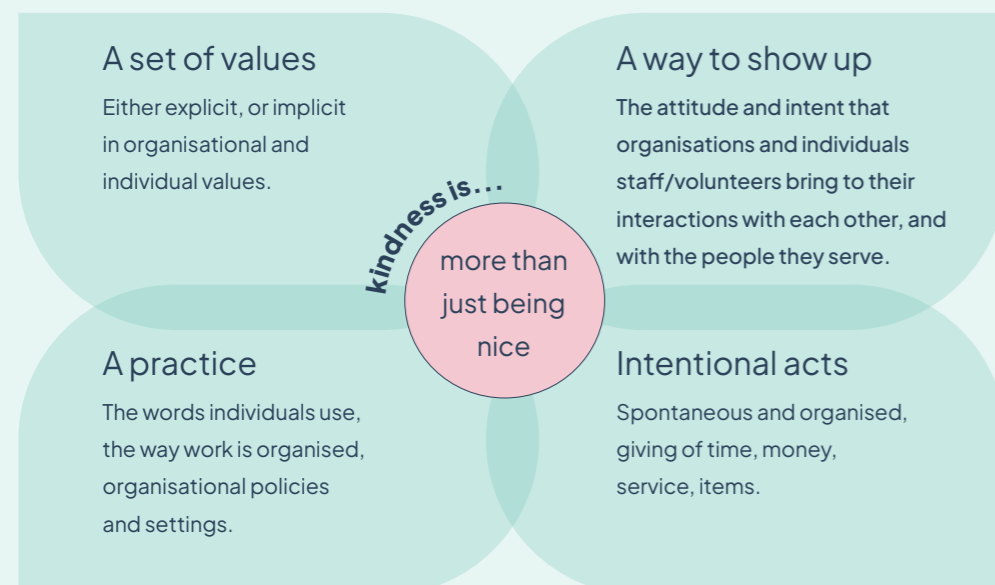 A set of values
Either explicit, or implicit
in organisational and
individual values.
A way to show up
The attitude and intent that
organisations and individuals
staff/volunteers bring to their
interactions with each other, and
with the people they serve.
kindness is...
more than
just being
nice
A practice
The words individuals use,
the way work is organised,
organisational policies
and settings.
Intentional acts
Spontaneous and organised,
giving of time, money,
service, items.